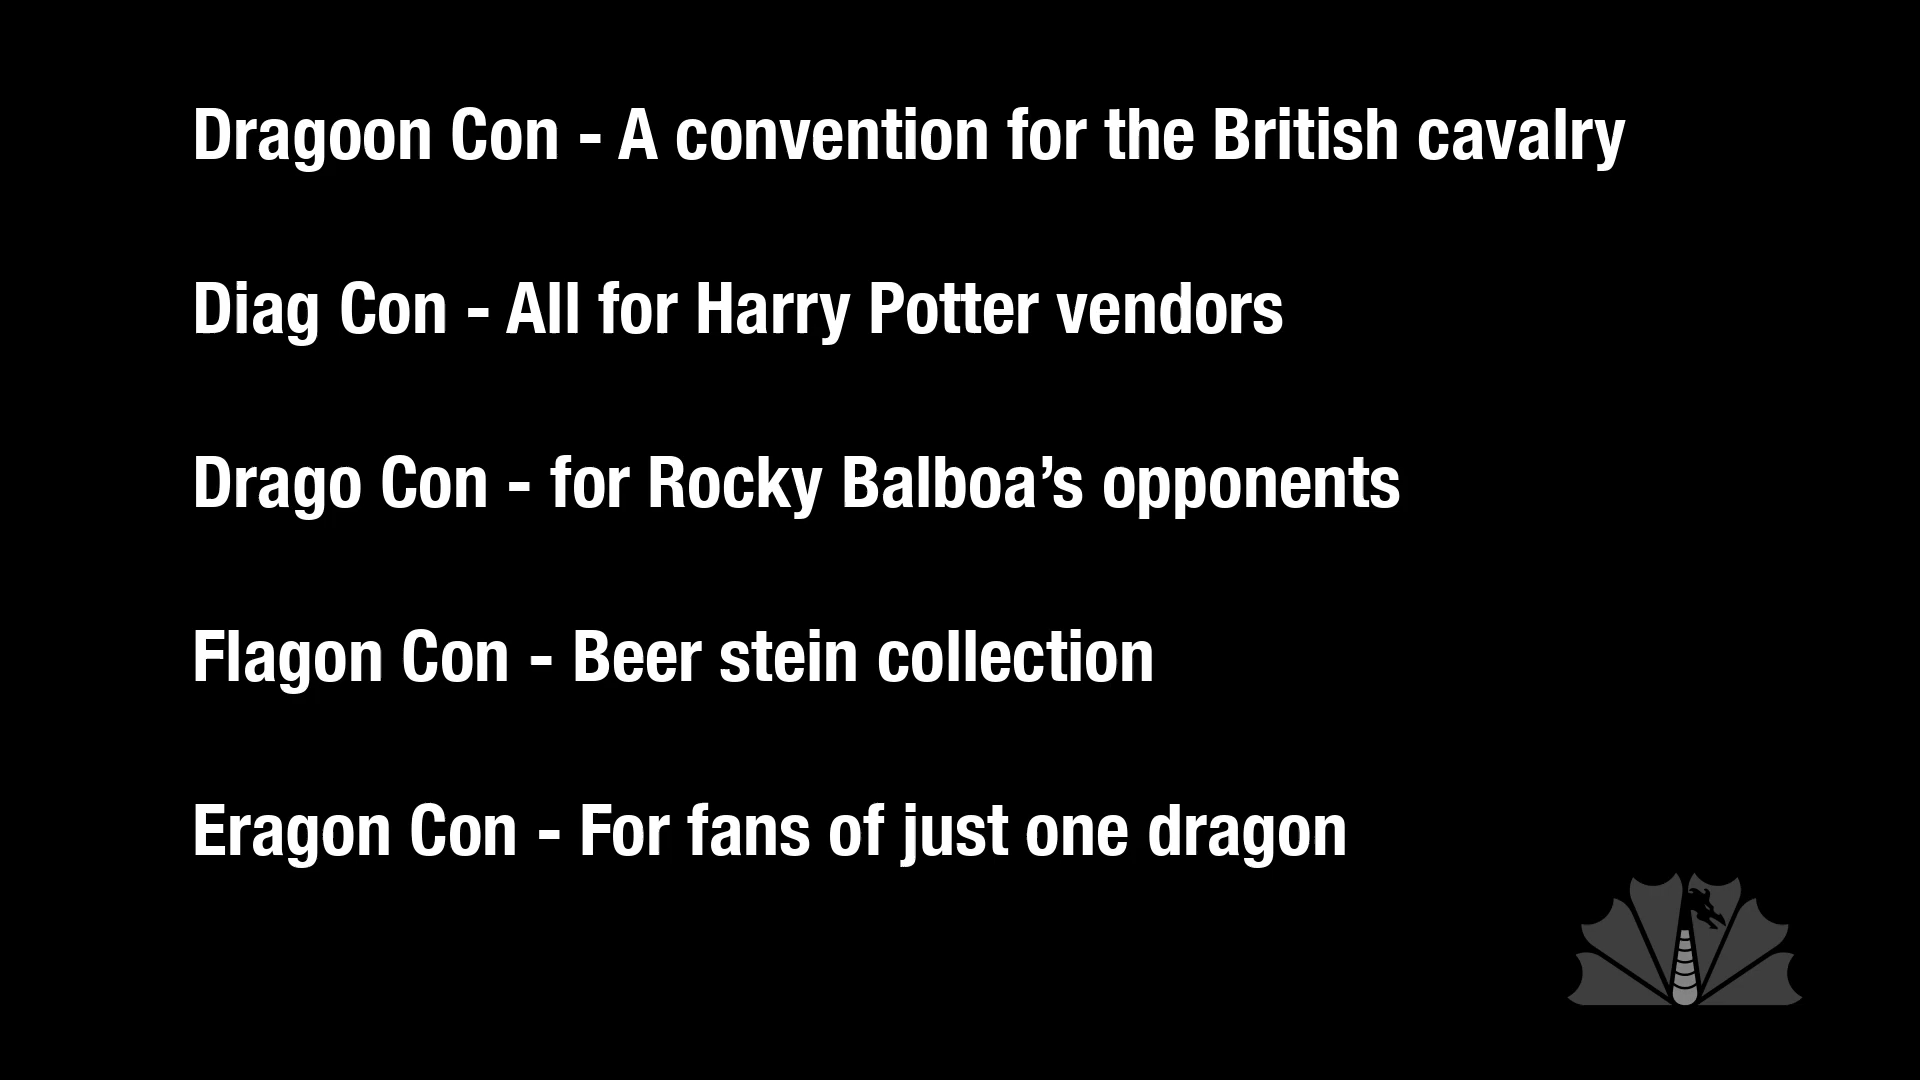 Dragoon Con - A convention for the British cavalry
Diag Con - All for Harry Potter vendors
Drago Con - for Rocky Balboa’s opponents
Flagon Con - Beer stein collection
Eragon Con - For fans of just one dragon